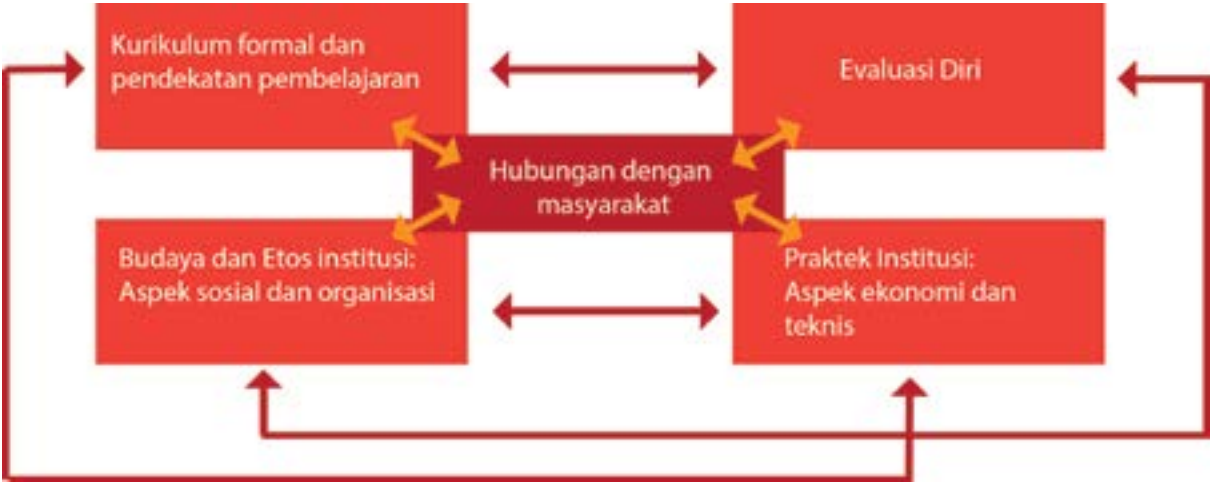 Kurikulum formal dan
pendekatan pembelajaran
Evaluasi Diri
Hubungan dengan
masyarakat
Budaya dan Etos institusi:
Aspek sosial dan organisasi
Praktek Institusi:
Aspek ekonomi dan
teknis